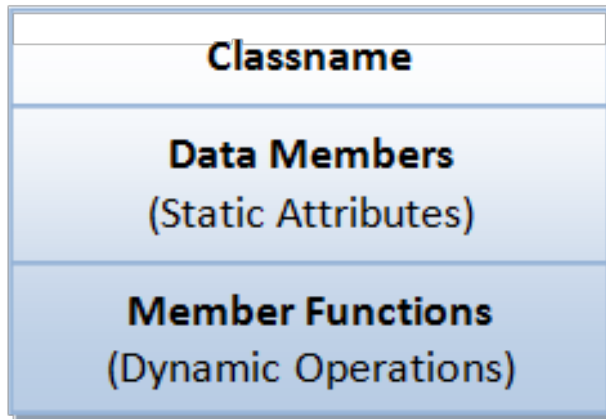 Classname
Data Members
(Static Attributes)
Member Functions
(Dynamic Operations)